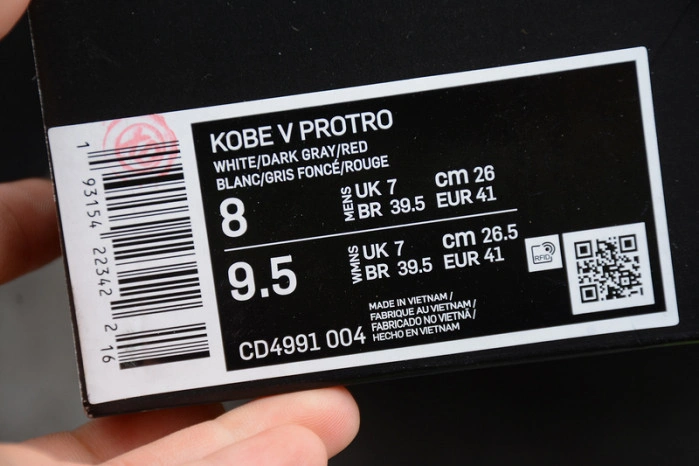 KOBE V PROTRO
WHITE/DARK GRAY/RED
BLANC/GRIS FONCÉ/ROUGE
8
MENS
UK 7
cm 26
BR 39.5
EUR 41
9.5
WMNS
UK 7
cm 26.5
BR 39.5
EUR 41
RFID
CD4991 004
MADE IN VIETNAM/
FABRIQUE AU VIETNAM/
FABRICADO NO VIETNÃ/
HECHO EN VIETNAM
1 93154 22342 2 16